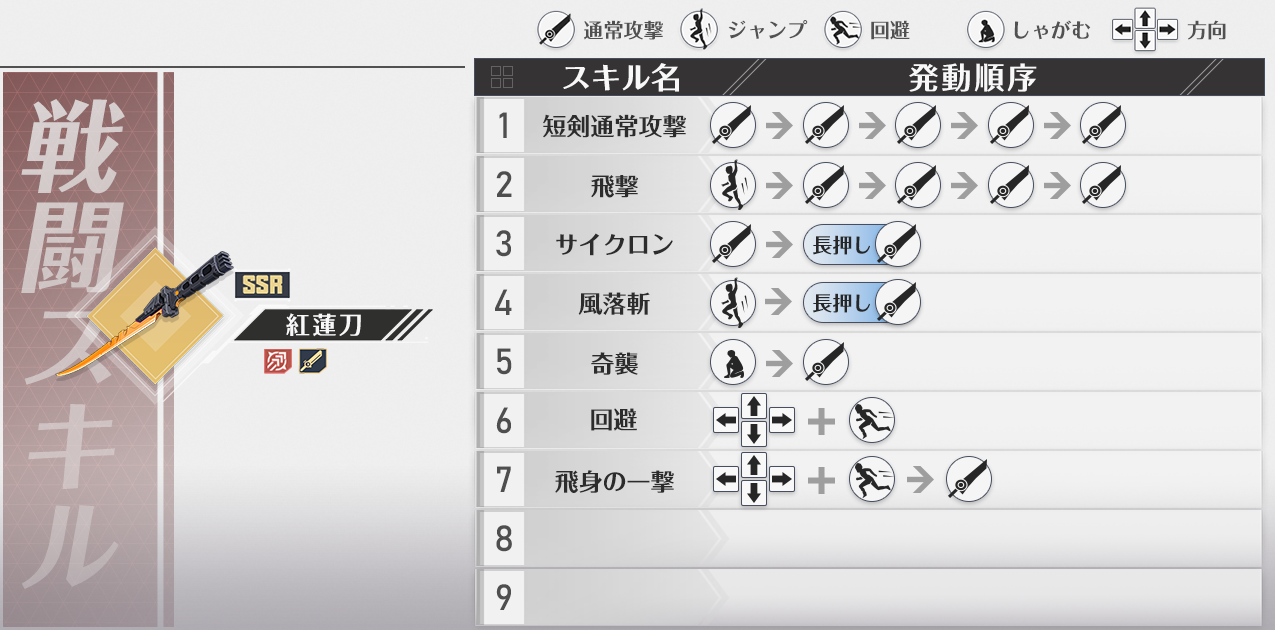 通常攻撃 ジャンプ 回避 しゃがむ 方向
戦闘スキル
SSR
紅蓮刀
スキル名 発動順序
1 短剣通常攻撃
2 飛撃
3 サイクロン 長押し
4 風落斬 長押し
5 奇襲
6 回避
7 飛身の一撃
8
9